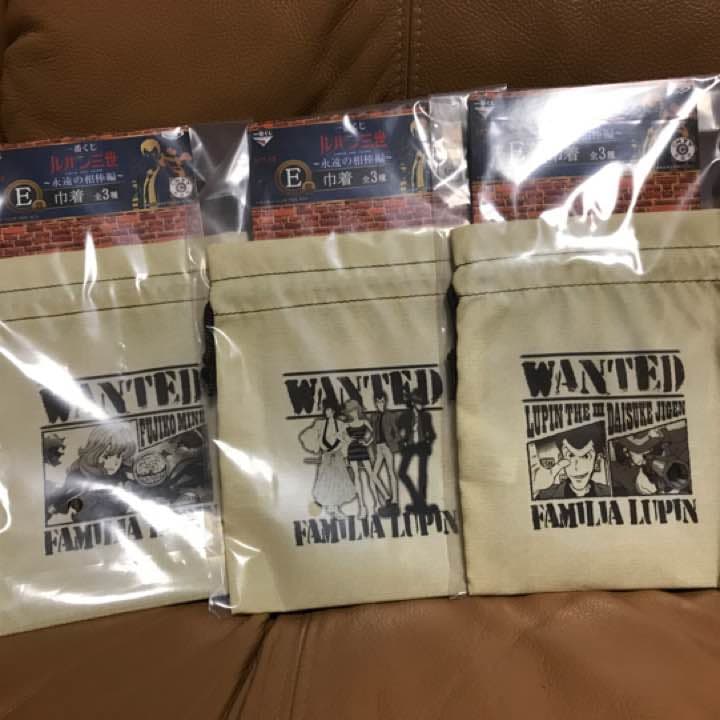 一番くじ
ルパン三世
~永遠の相棒編~
E
巾着 全3種
WANTED
FUJIKO MINE
FAMILIA LUPIN
一番くじ
ルパン三世
~永遠の相棒編~
E
巾着 全3種
WANTED
FAMILIA LUPIN
E
巾着 全3種
WANTED
LUPIN THE III DAISUKE JIGEN
FAMILIA LUPIN